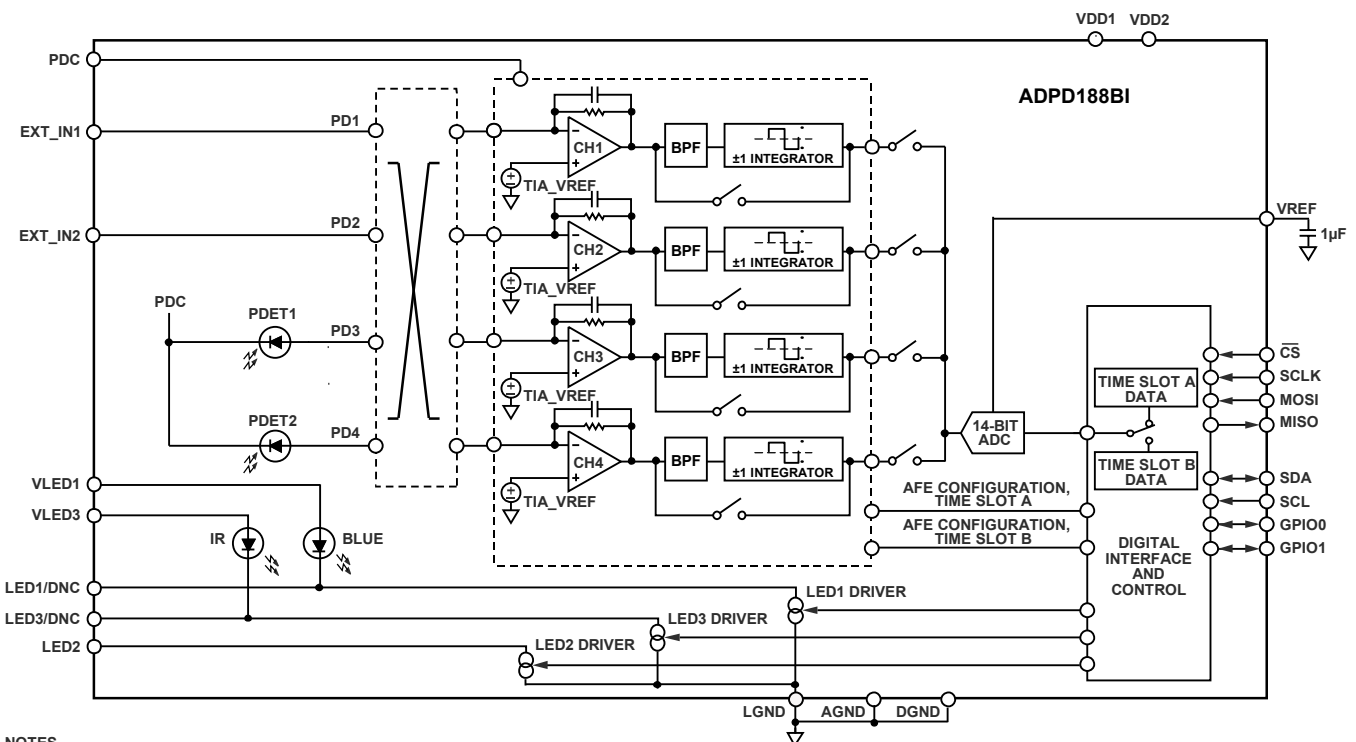 VDD1 VDD2
PDC
ADPD188BI
EXT_IN1
PD1
CH1
BPF
±1 INTEGRATOR
TIA_VREF
EXT_IN2
PD2
CH2
BPF
±1 INTEGRATOR
TIA_VREF
VREF
1µF
PDC
PDET1
PD3
CH3
BPF
±1 INTEGRATOR
TIA_VREF
PDET2
PD4
CH4
BPF
±1 INTEGRATOR
TIA_VREF
14-BIT
ADC
TIME SLOT A
DATA
TIME SLOT B
DATA
CS
SCLK
MOSI
MISO
SDA
SCL
GPIO0
GPIO1
AFE CONFIGURATION,
TIME SLOT A
AFE CONFIGURATION,
TIME SLOT B
DIGITAL
INTERFACE
AND
CONTROL
VLED1
VLED3
IR
BLUE
LED1/DNC
LED1 DRIVER
LED3/DNC
LED3 DRIVER
LED2
LED2 DRIVER
LGND
AGND
DGND